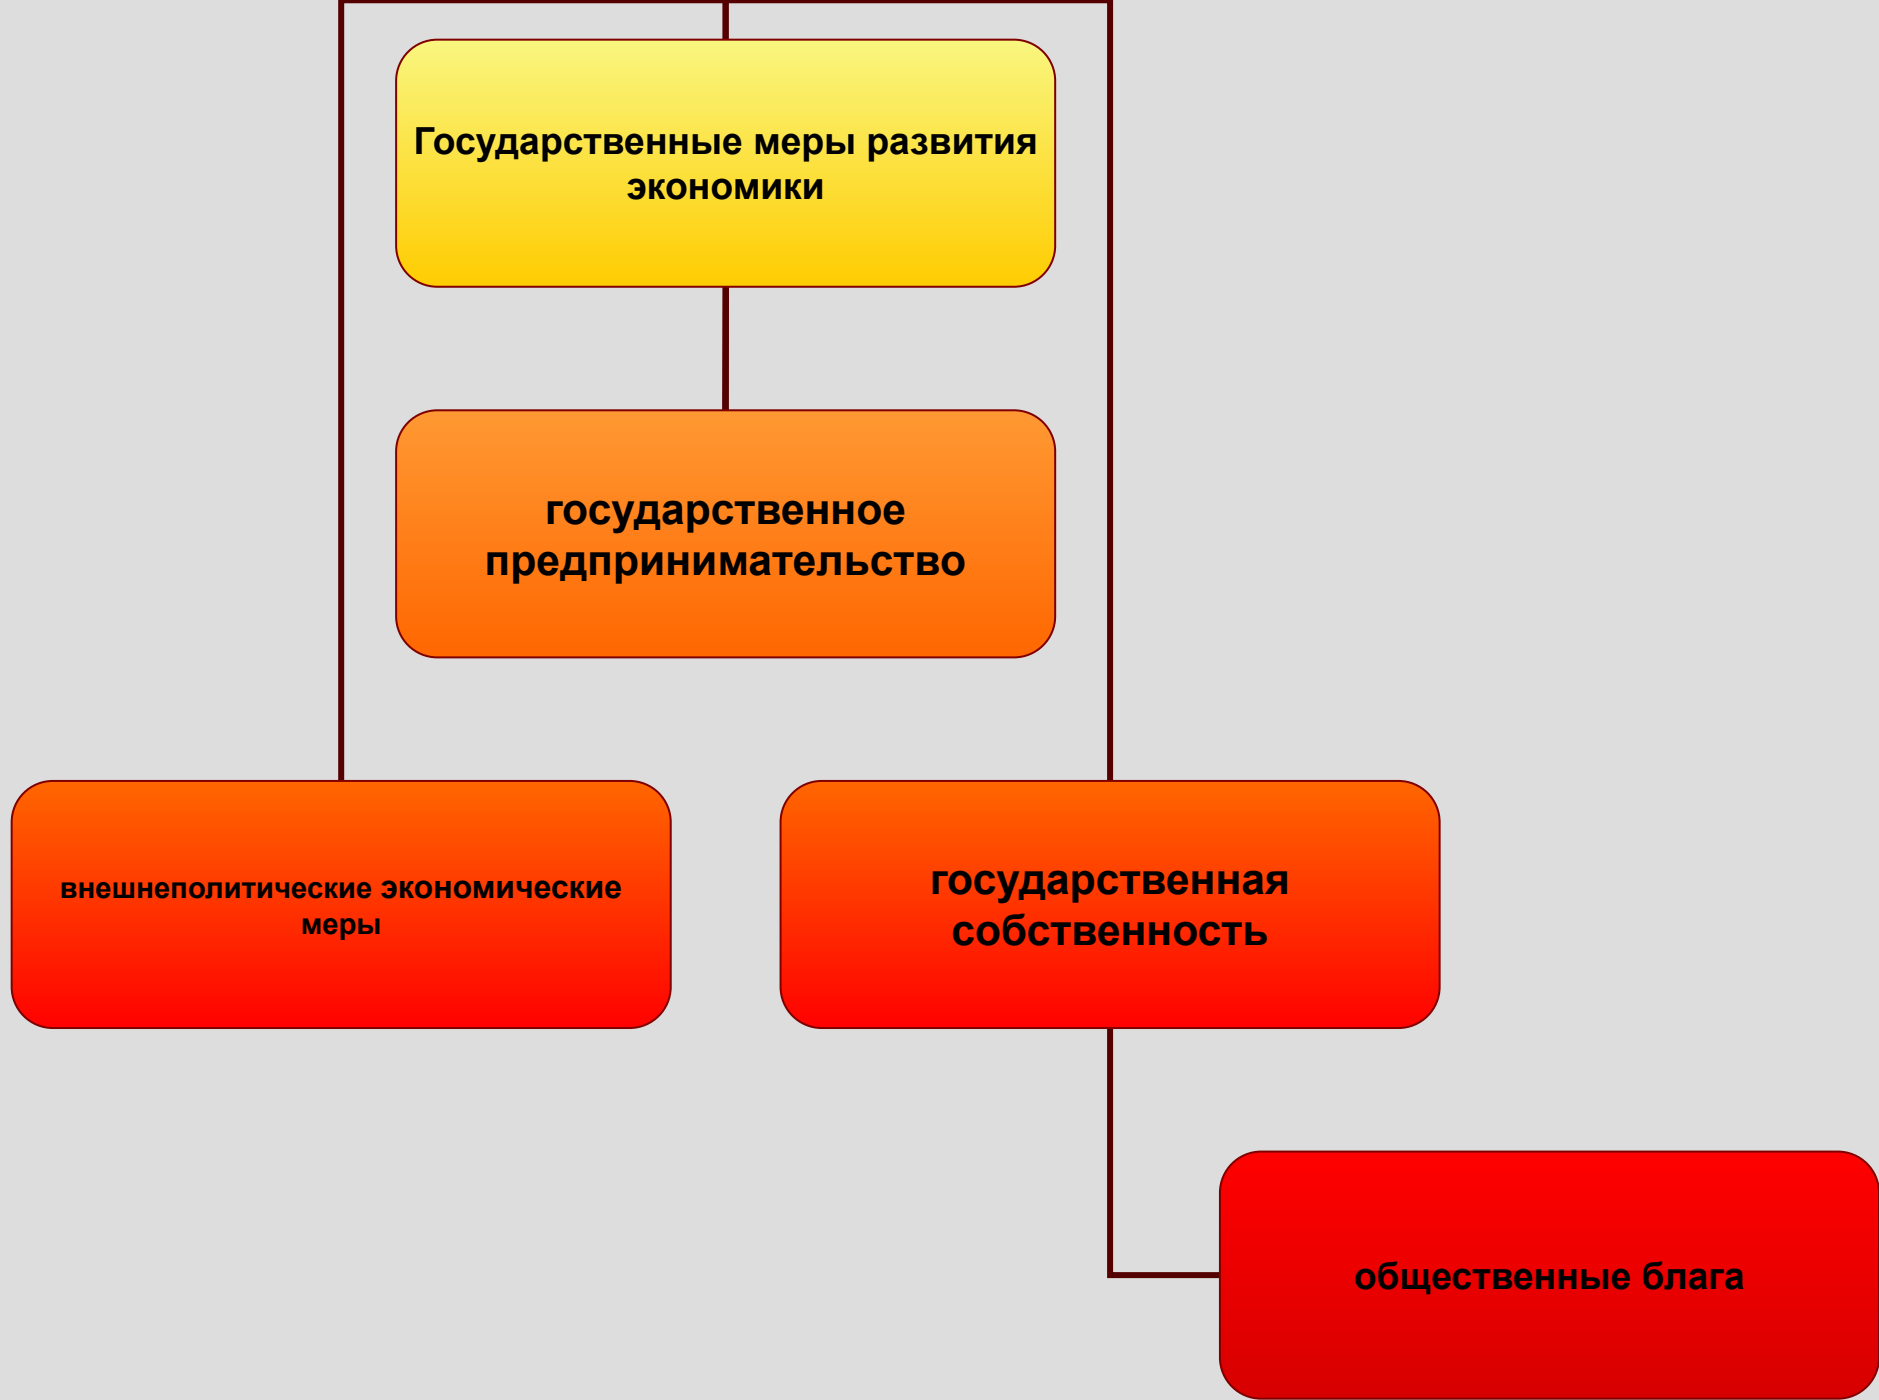 Государственные меры развития
экономики
государственное
предпринимательство
внешнеполитические экономические
меры
государственная
собственность
общественные блага